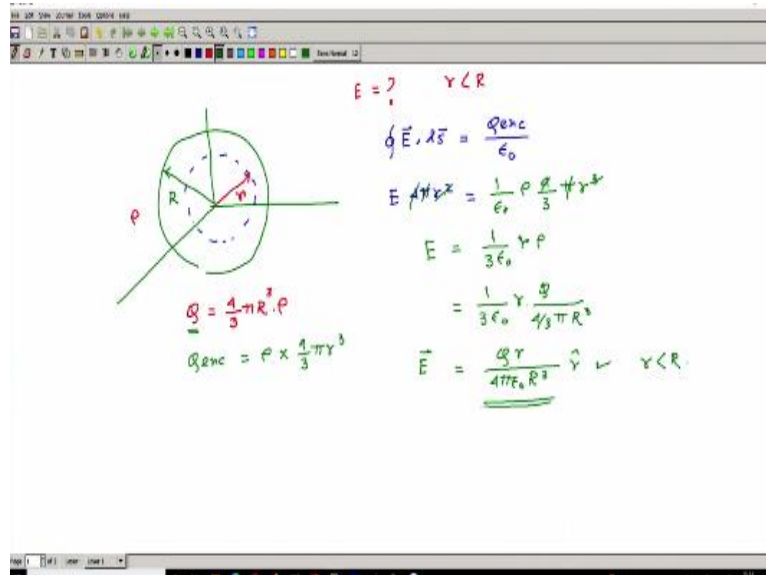 E = ? r < R
∮ E⃗ . ds⃗ = Qenc / ε₀
E 4πr² = 1/ε₀ ρ 4/3 πr³
E = 1/3ε₀ r ρ
= 1/3ε₀ r . Q / 4/3 π R³
E⃗ = Qr / 4πε₀R³ r̂ ✓ r < R.
R
r
ρ
Q = 4/3 πR³.ρ
Qenc = ρ × 4/3 πr³